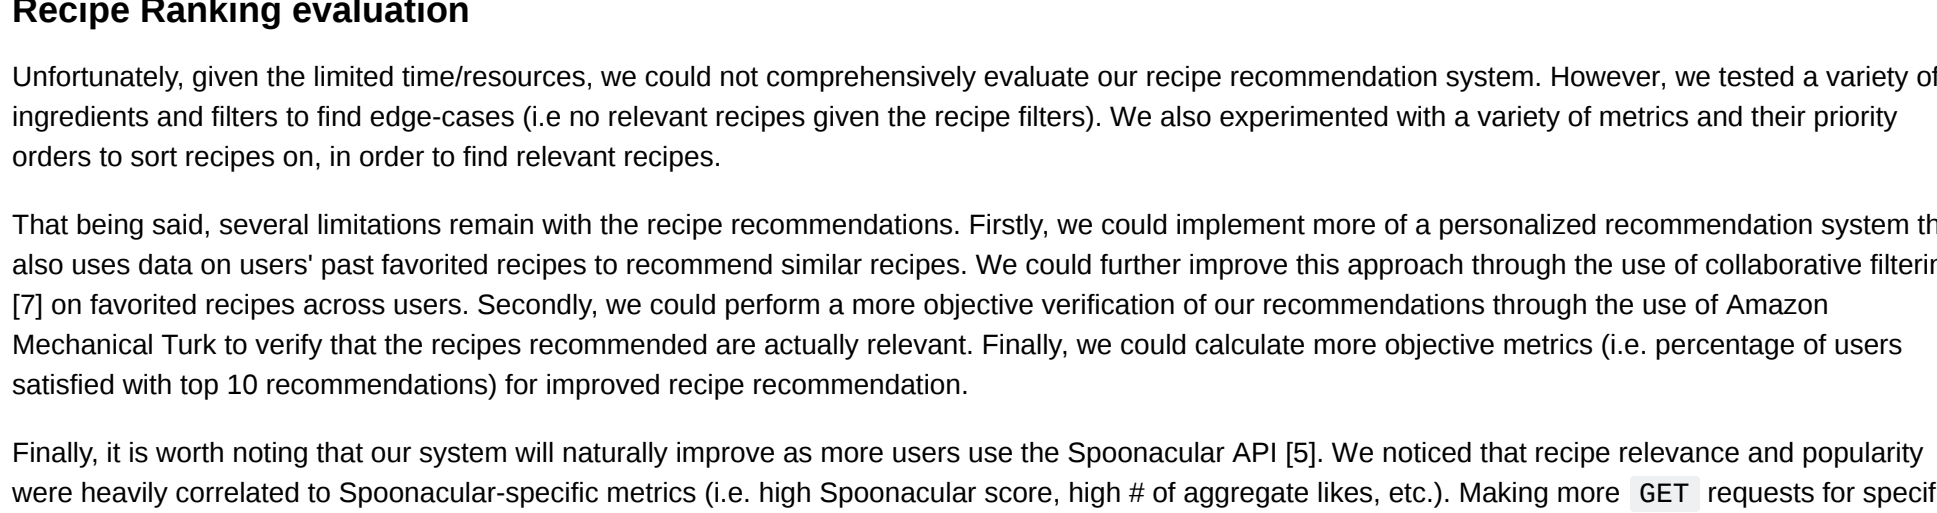 Recipe Ranking evaluation
Unfortunately, given the limited time/resources, we could not comprehensively evaluate our recipe recommendation system. However, we tested a variety of
ingredients and filters to find edge-cases (i.e no relevant recipes given the recipe filters). We also experimented with a variety of metrics and their priority
orders to sort recipes on, in order to find relevant recipes.
That being said, several limitations remain with the recipe recommendations. Firstly, we could implement more of a personalized recommendation system th
also uses data on users' past favorited recipes to recommend similar recipes. We could further improve this approach through the use of collaborative filterin
[7] on favorited recipes across users. Secondly, we could perform a more objective verification of our recommendations through the use of Amazon
Mechanical Turk to verify that the recipes recommended are actually relevant. Finally, we could calculate more objective metrics (i.e. percentage of users
satisfied with top 10 recommendations) for improved recipe recommendation.
Finally, it is worth noting that our system will naturally improve as more users use the Spoonacular API [5]. We noticed that recipe relevance and popularity
were heavily correlated to Spoonacular-specific metrics (i.e. high Spoonacular score, high # of aggregate likes, etc.). Making more GET requests for specif